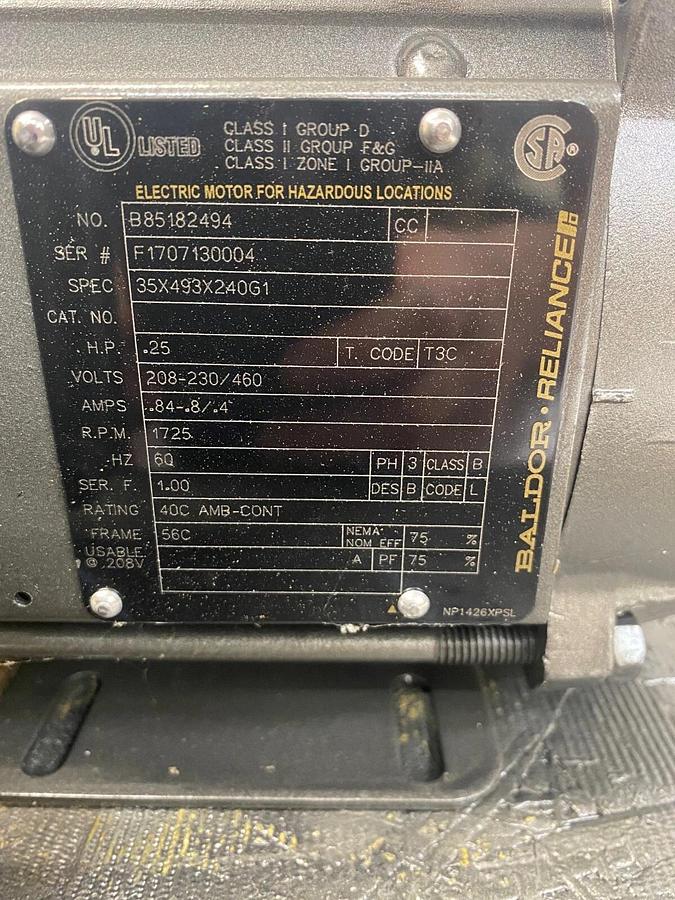 UL LISTED
CLASS I GROUP D
CLASS II GROUP F&G
CLASS I ZONE I GROUP-IIA
SA ®
ELECTRIC MOTOR FOR HAZARDOUS LOCATIONS
NO. B85182494 CC
SER # F1707130004
SPEC 35X493X240G1
CAT. NO.
H.P. .25 T. CODE T3C
VOLTS 208-230/460
AMPS .84-.8/.4
R.P.M. 1725
HZ 60 PH 3 CLASS B
SER. F. 1.00 DES B CODE L
RATING 40C AMB-CONT
FRAME 56C NEMA NOM EFF 75 %
USABLE @ 208V A PF 75 %
NP1426XPSL
BALDOR · RELIANCE